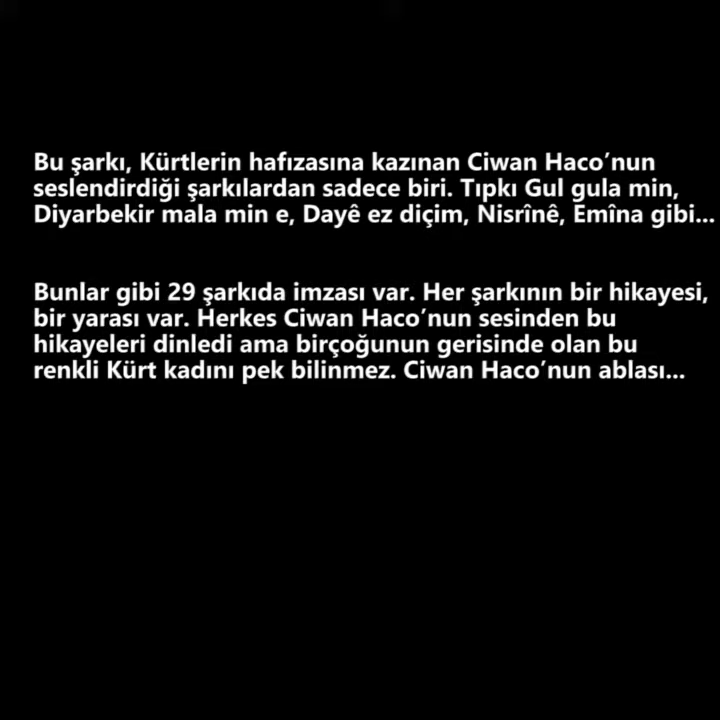 Bu şarkı, Kürtlerin hafızasına kazınan Ciwan Haco’nun
seslendirdiği şarkılardan sadece biri. Tıpkı Gul gula min,
Diyarbekir mala min e, Dayê ez diçim, Nisrînê, Emîna gibi...
Bunlar gibi 29 şarkıda imzası var. Her şarkının bir hikayesi,
bir yarası var. Herkes Ciwan Haco’nun sesinden bu
hikayeleri dinledi ama birçoğunun gerisinde olan bu
renkli Kürt kadını pek bilinmez. Ciwan Haco’nun ablası...